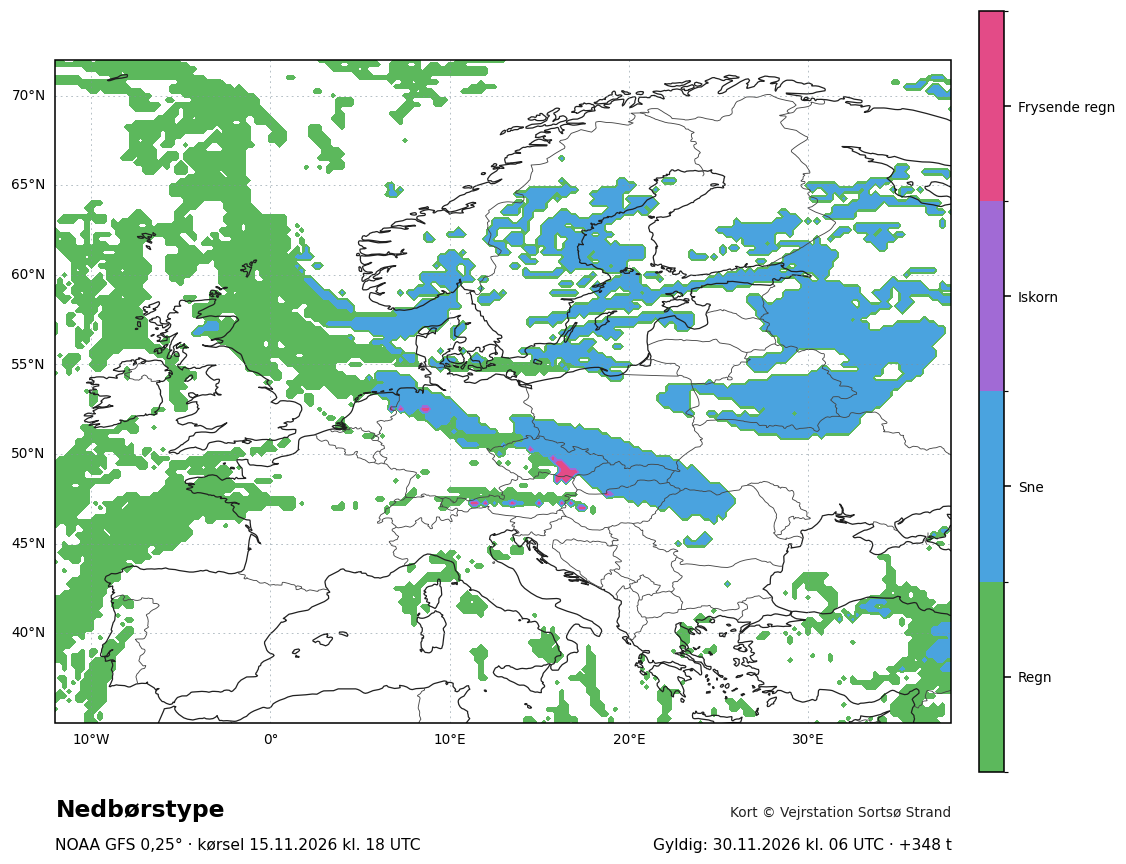 70°N
65°N
60°N
55°N
50°N
45°N
40°N
10°W
0°
10°E
20°E
30°E
Frysende regn
Iskorn
Sne
Regn
Nedbørstype
Kort © Vejrstation Sortsø Strand
NOAA GFS 0,25° · kørsel 15.11.2026 kl. 18 UTC
Gyldig: 30.11.2026 kl. 06 UTC · +348 t